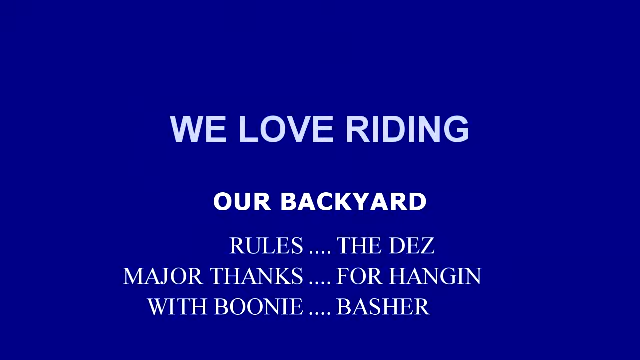 WE LOVE RIDING
OUR BACKYARD
RULES .... THE DEZ
MAJOR THANKS .... FOR HANGIN
WITH BOONIE .... BASHER